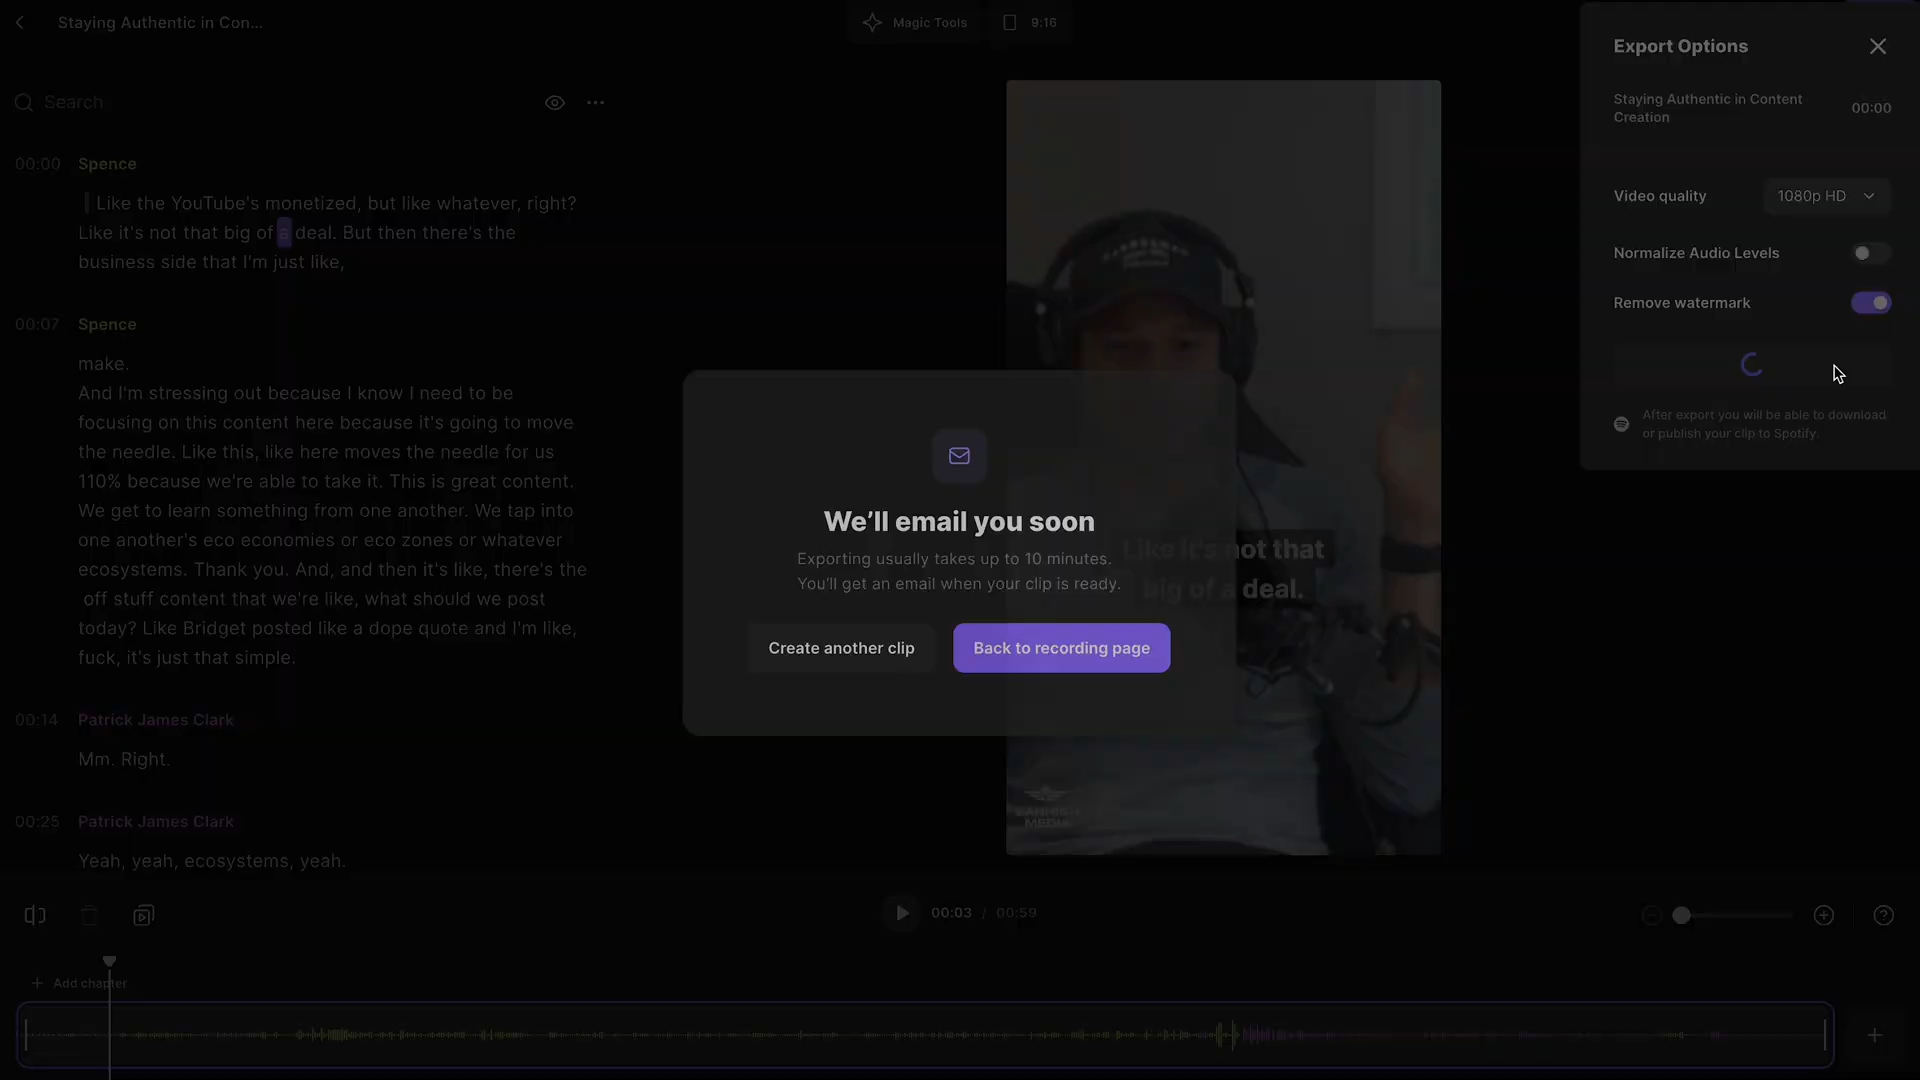 Staying Authentic in Con...
Magic Tools
9:16
Search
00:00 Spence
Like the YouTube's monetized, but like whatever, right?
Like it's not that big of a deal. But then there's the
business side that I'm just like,
00:07 Spence
make.
And I'm stressing out because I know I need to be
focusing on this content here because it's going to move
the needle. Like this, like here moves the needle for us
110% because we're able to take it. This is great content.
We get to learn something from one another. We tap into
one another's eco economies or eco zones or whatever
ecosystems. Thank you. And, and then it's like, there's the
off stuff content that we're like, what should we post
today? Like Bridget posted like a dope quote and I'm like,
fuck, it's just that simple.
00:14 Patrick James Clark
Mm. Right.
00:25 Patrick James Clark
Yeah, yeah, ecosystems, yeah.
Like it's not that
big of a deal.
MEDIA
We'll email you soon
Exporting usually takes up to 10 minutes.
You'll get an email when your clip is ready.
Create another clip
Back to recording page
Export Options
Staying Authentic in Content
Creation
00:00
Video quality
1080p HD
Normalize Audio Levels
Remove watermark
After export you will be able to download
or publish your clip to Spotify.
00:03 / 00:59
+ Add chapter